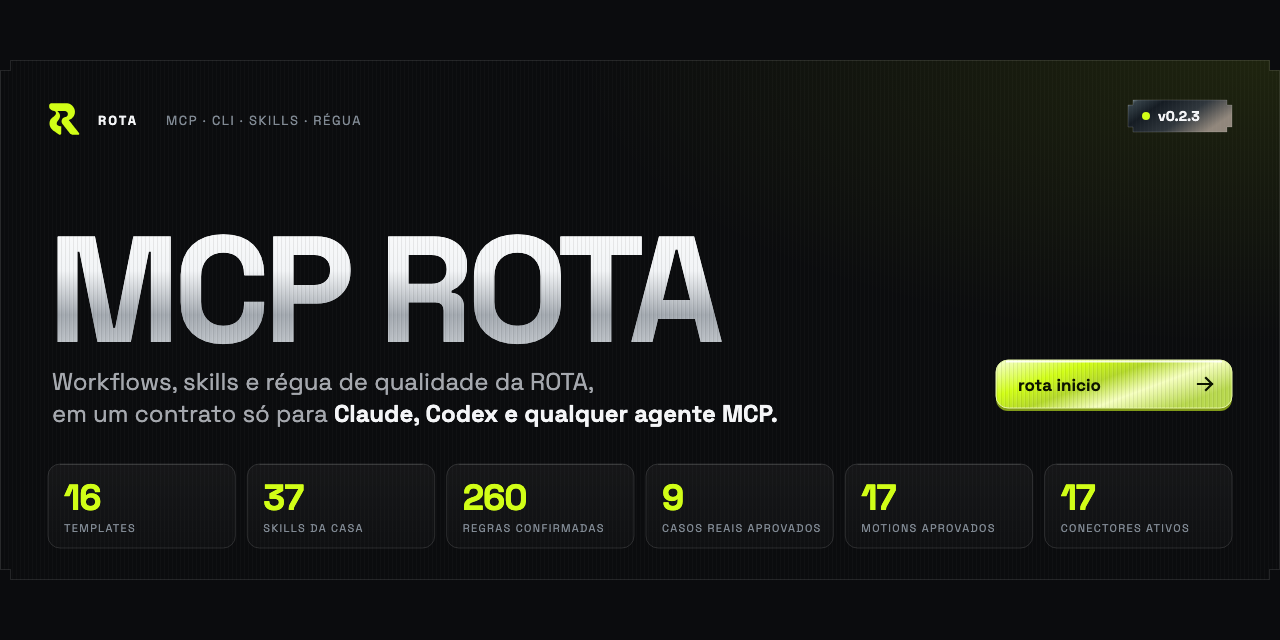 ROTA
MCP · CLI · SKILLS · RÉGUA
v0.2.3
MCP ROTA
Workflows, skills e régua de qualidade da ROTA,
em um contrato só para Claude, Codex e qualquer agente MCP.
rota inicio →
16
TEMPLATES
37
SKILLS DA CASA
260
REGRAS CONFIRMADAS
9
CASOS REAIS APROVADOS
17
MOTIONS APROVADOS
17
CONECTORES ATIVOS